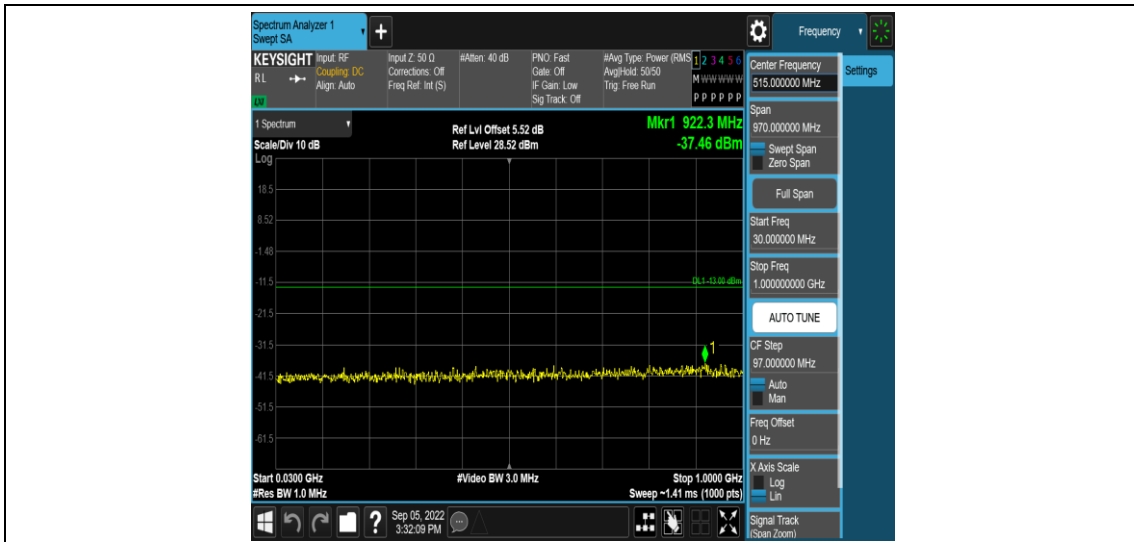 Spectrum Analyzer 1
Swept SA
+
Frequency
KEYSIGHT
RL
LXI
Input: RF
Coupling: DC
Align: Auto
Input Z: 50 Ω
Corrections: Off
Freq Ref: Int (S)
#Atten: 40 dB
PNO: Fast
Gate: Off
IF Gain: Low
Sig Track: Off
#Avg Type: Power (RMS
Avg|Hold: 50/50
Trig: Free Run
1 2 3 4 5 6
M W W W W W
P P P P P P
1 Spectrum
Scale/Div 10 dB
Ref Lvl Offset 5.52 dB
Ref Level 28.52 dBm
Mkr1 922.3 MHz
-37.46 dBm
Log
18.5
8.52
-1.48
-11.5
-21.5
-31.5
-41.5
-51.5
-61.5
DL1 -13.00 dBm
1
Start 0.0300 GHz
#Res BW 1.0 MHz
#Video BW 3.0 MHz
Stop 1.0000 GHz
Sweep ~1.41 ms (1000 pts)
?
Sep 05, 2022
3:32:09 PM
Center Frequency
515.000000 MHz
Settings
Span
970.000000 MHz
Swept Span
Zero Span
Full Span
Start Freq
30.000000 MHz
Stop Freq
1.000000000 GHz
AUTO TUNE
CF Step
97.000000 MHz
Auto
Man
Freq Offset
0 Hz
X Axis Scale
Log
Lin
Signal Track
(Span Zoom)